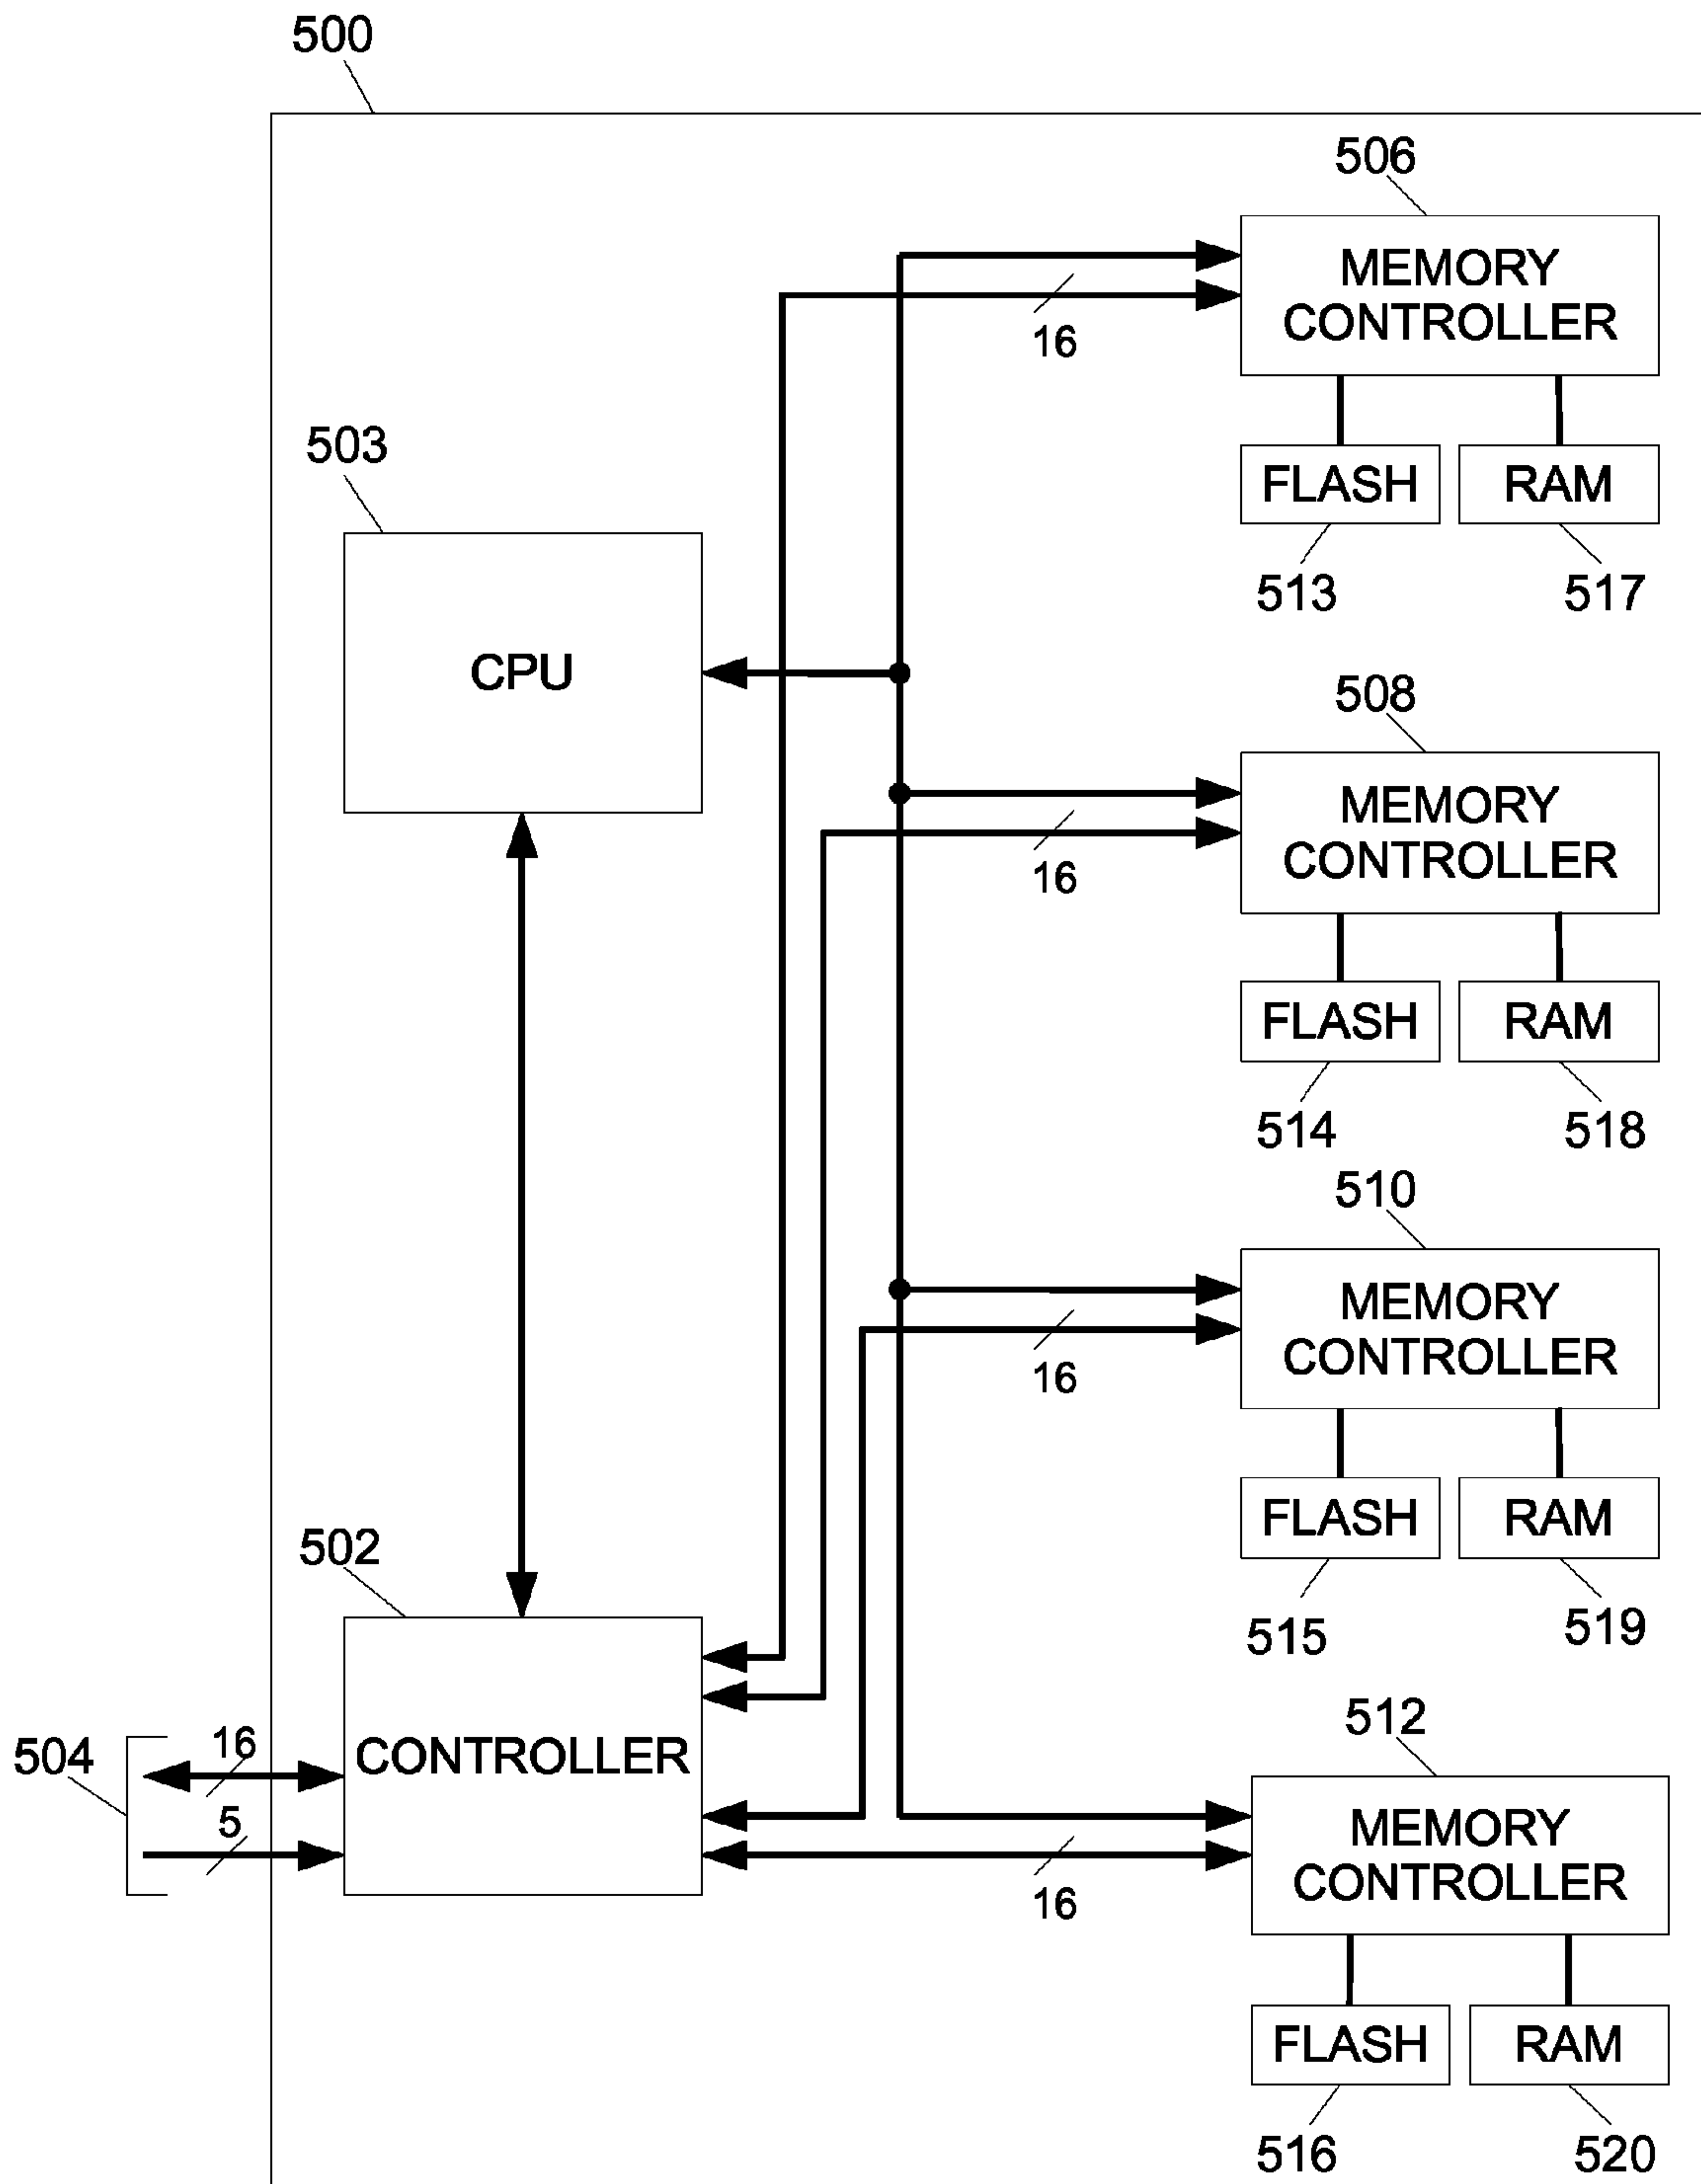 500
506
MEMORY
CONTROLLER
16
503
FLASH
RAM
513
517
CPU
508
MEMORY
CONTROLLER
16
FLASH
RAM
514
518
510
MEMORY
CONTROLLER
16
FLASH
RAM
502
515
519
512
504
16
CONTROLLER
5
MEMORY
CONTROLLER
16
FLASH
RAM
516
520